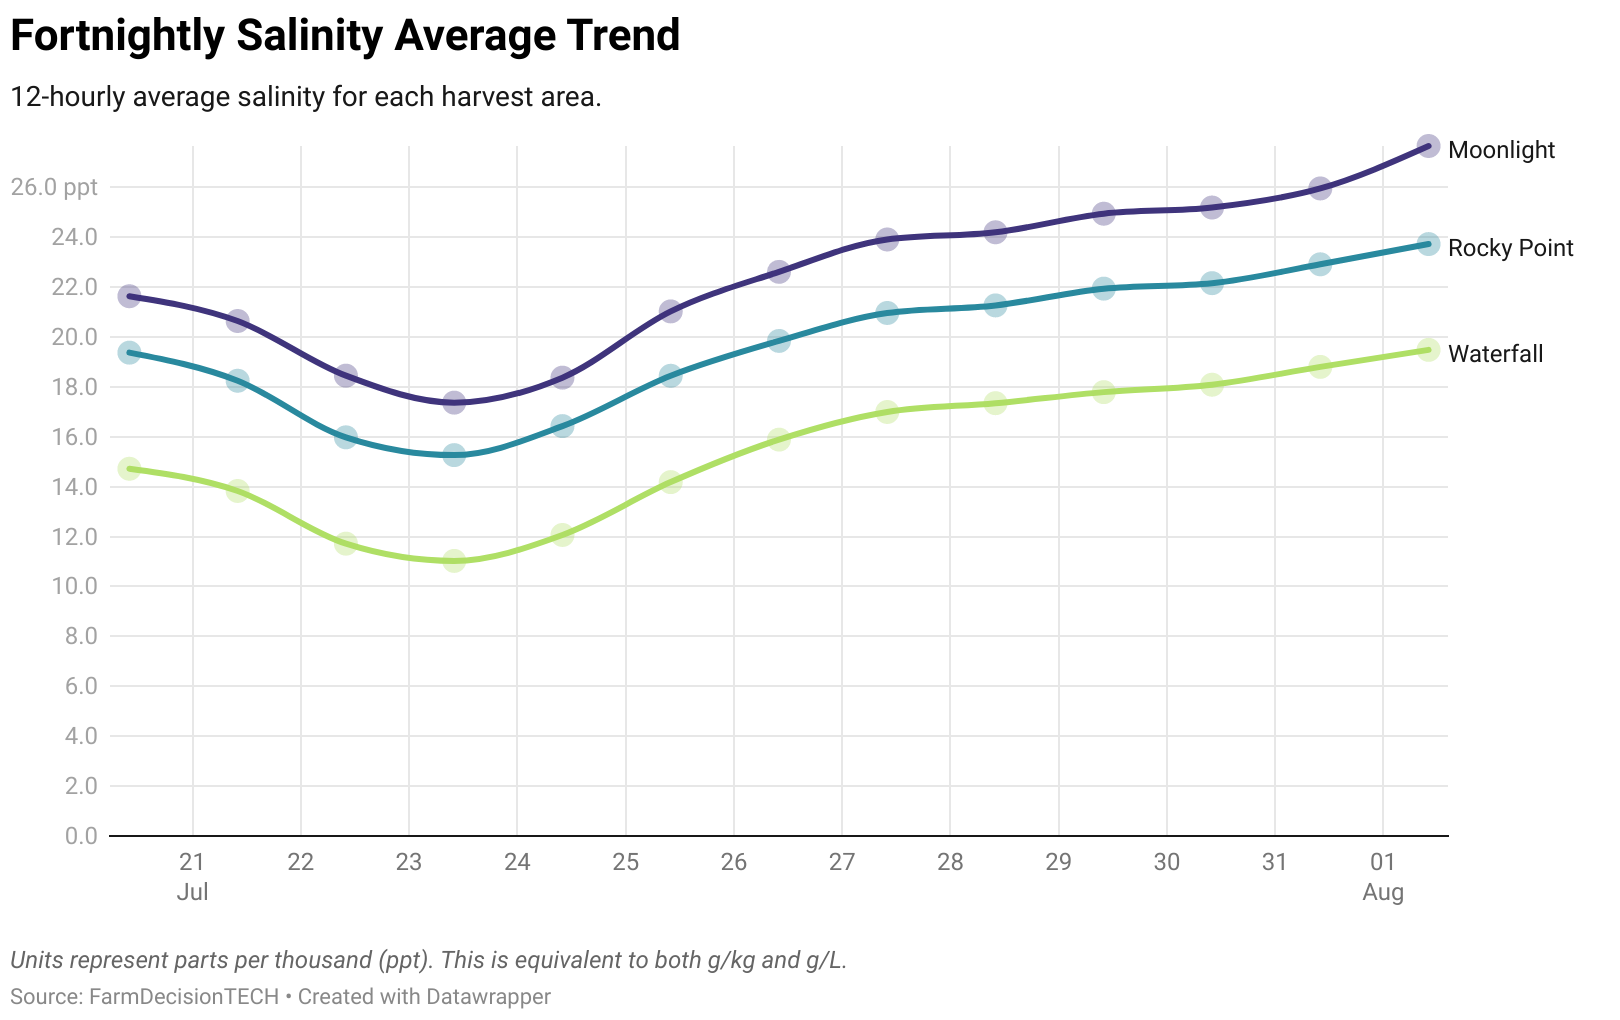 Fortnightly Salinity Average Trend
12-hourly average salinity for each harvest area.
Moonlight
26.0 ppt
24.0
Rocky Point
22.0
20.0
Waterfall
18.0
16.0
14.0
12.0
10.0
8.0
6.0
4.0
2.0
0.0
21 22 23 24 25 26 27 28 29 30 31 01
Jul Aug
Units represent parts per thousand (ppt). This is equivalent to both g/kg and g/L.
Source: FarmDecisionTECH • Created with Datawrapper